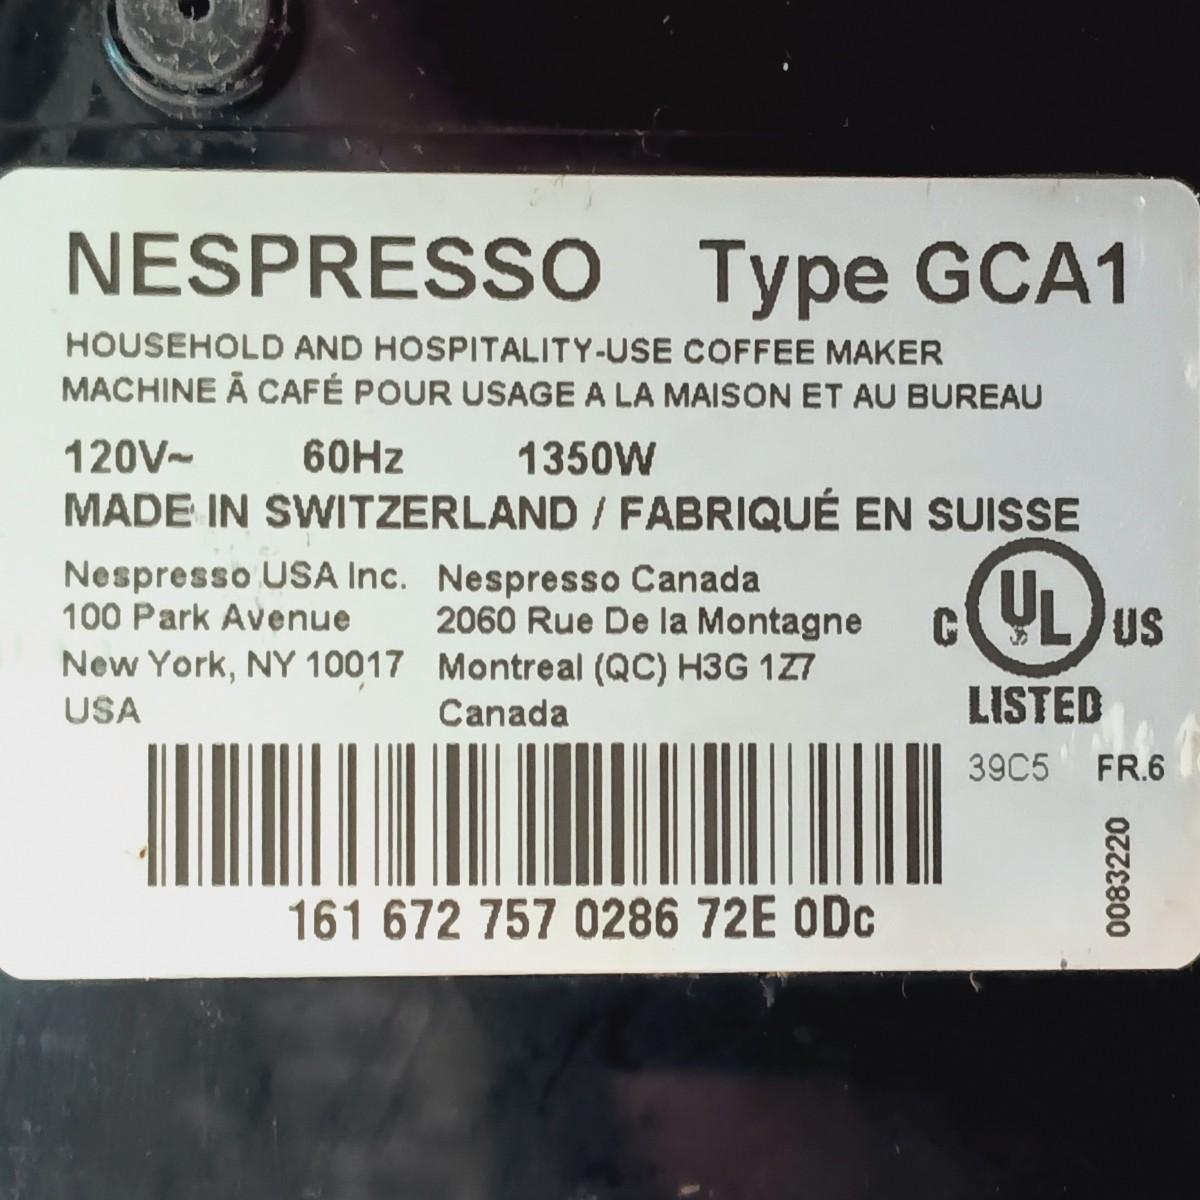 NESPRESSO Type GCA1
HOUSEHOLD AND HOSPITALITY-USE COFFEE MAKER
MACHINE Ā CAFÉ POUR USAGE A LA MAISON ET AU BUREAU
120V~ 60Hz 1350W
MADE IN SWITZERLAND / FABRIQUÉ EN SUISSE
Nespresso USA Inc.
100 Park Avenue
New York, NY 10017
USA
Nespresso Canada
2060 Rue De la Montagne
Montreal (QC) H3G 1Z7
Canada
C UL US
LISTED
39C5 FR.6
0083220
161 672 757 0286 72E 0Dc